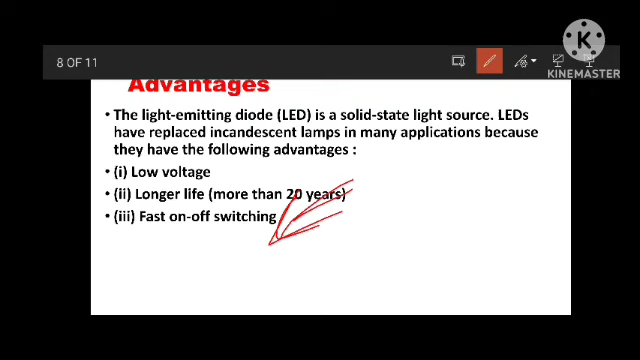 8 OF 11
KINEMASTER
Advantages
• The light-emitting diode (LED) is a solid-state light source. LEDs
have replaced incandescent lamps in many applications because
they have the following advantages :
• (i) Low voltage
• (ii) Longer life (more than 20 years)
• (iii) Fast on-off switching